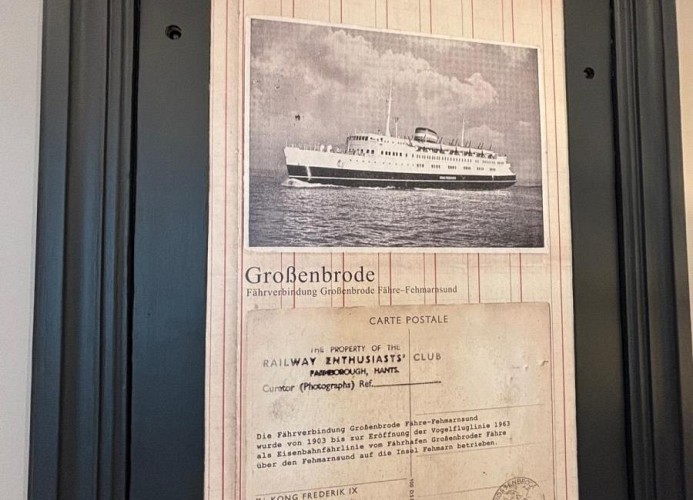 Großenbrode
Fährverbindung Großenbrode Fähre-Fehmarnsund
CARTE POSTALE
THE PROPERTY OF THE
RAILWAY ENTHUSIASTS' CLUB
FARNBOROUGH, HANTS.
Curator (Photographs) Ref.
Die Fährverbindung Großenbrode Fähre-Fehmarnsund
wurde von 1903 bis zur Eröffnung der Vogelfluglinie 1963
als Eisenbahnfährlinie vom Fährhafen Großenbroder Fähre
über den Fehmarnsund auf die Insel Fehmarn betrieben.
KONG FREDERIK IX